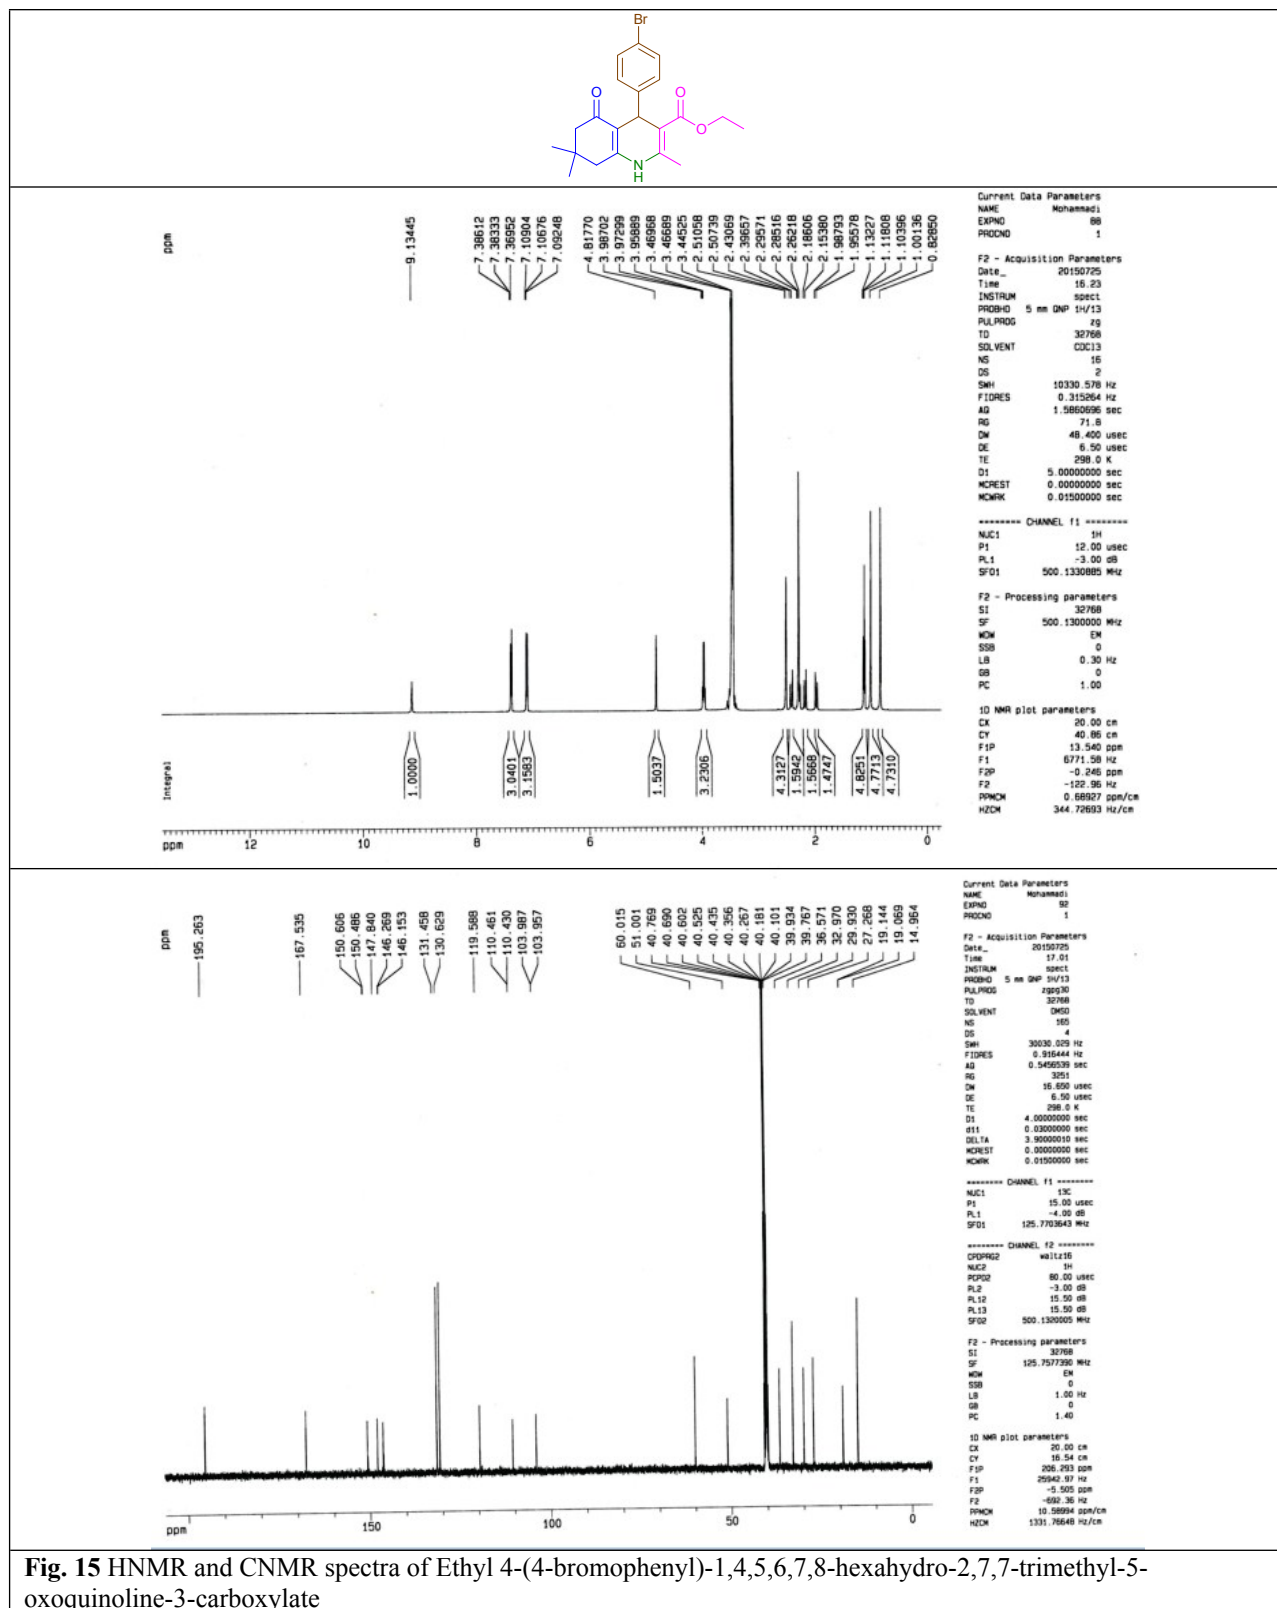 Br
O
O
O
N
H
ppm
9.13445
7.38612
7.38333
7.36952
7.10904
7.10676
7.09248
4.81770
3.98702
3.97299
3.95889
3.46968
3.46689
3.44525
2.51058
2.50739
2.43069
2.39657
2.29571
2.28516
2.26218
2.18606
2.15380
1.98793
1.95578
1.13227
1.11808
1.10396
1.00136
0.82850
Current Data Parameters
NAME Mohammadi
EXPNO 88
PROCNO 1
F2 - Acquisition Parameters
Date_ 20150725
Time 16.23
INSTRUM spect
PROBHD 5 mm QNP 1H/13
PULPROG zg
TD 32768
SOLVENT CDCl3
NS 16
DS 2
SWH 10330.578 Hz
FIDRES 0.315264 Hz
AQ 1.5860696 sec
RG 71.8
DW 48.400 usec
DE 6.50 usec
TE 298.0 K
D1 5.00000000 sec
MCREST 0.00000000 sec
MCWRK 0.01500000 sec
======== CHANNEL f1 ========
NUC1 1H
P1 12.00 usec
PL1 -3.00 dB
SFO1 500.1330885 MHz
F2 - Processing parameters
SI 32768
SF 500.1300000 MHz
WDW EM
SSB 0
LB 0.30 Hz
GB 0
PC 1.00
1D NMR plot parameters
CX 20.00 cm
CY 40.86 cm
F1P 13.540 ppm
F1 6771.58 Hz
F2P -0.246 ppm
F2 -122.96 Hz
PPMCM 0.68927 ppm/cm
HZCM 344.72693 Hz/cm
Integral
1.0000
3.0401
3.1583
1.5037
3.2306
4.3127
1.5942
1.5668
1.4747
4.8251
4.7713
4.7310
ppm 12 10 8 6 4 2 0
ppm
195.263
167.535
150.606
150.486
147.840
146.269
146.153
131.458
130.629
119.588
110.461
110.430
103.987
103.957
60.015
51.001
40.769
40.690
40.602
40.525
40.435
40.356
40.267
40.181
40.101
39.934
39.767
36.571
32.970
29.930
27.268
19.144
19.069
14.964
Current Data Parameters
NAME Mohammadi
EXPNO 92
PROCNO 1
F2 - Acquisition Parameters
Date_ 20150725
Time 17.01
INSTRUM spect
PROBHD 5 mm QNP 1H/13
PULPROG zgpg30
TD 32768
SOLVENT DMSO
NS 165
DS 4
SWH 30030.029 Hz
FIDRES 0.916444 Hz
AQ 0.5456539 sec
RG 3251
DW 16.650 usec
DE 6.50 usec
TE 298.0 K
D1 4.00000000 sec
d11 0.03000000 sec
DELTA 3.90000010 sec
MCREST 0.00000000 sec
MCWRK 0.01500000 sec
======== CHANNEL f1 ========
NUC1 13C
P1 15.00 usec
PL1 -4.00 dB
SFO1 125.7703643 MHz
======== CHANNEL f2 ========
CPDPRG2 waltz16
NUC2 1H
PCPD2 80.00 usec
PL2 -3.00 dB
PL12 15.50 dB
PL13 15.50 dB
SFO2 500.1320005 MHz
F2 - Processing parameters
SI 32768
SF 125.7577390 MHz
WDW EM
SSB 0
LB 1.00 Hz
GB 0
PC 1.40
1D NMR plot parameters
CX 20.00 cm
CY 16.54 cm
F1P 206.293 ppm
F1 25942.97 Hz
F2P -5.505 ppm
F2 -692.36 Hz
PPMCM 10.58994 ppm/cm
HZCM 1331.76648 Hz/cm
ppm 150 100 50 0
Fig. 15 HNMR and CNMR spectra of Ethyl 4-(4-bromophenyl)-1,4,5,6,7,8-hexahydro-2,7,7-trimethyl-5-
oxoquinoline-3-carboxylate